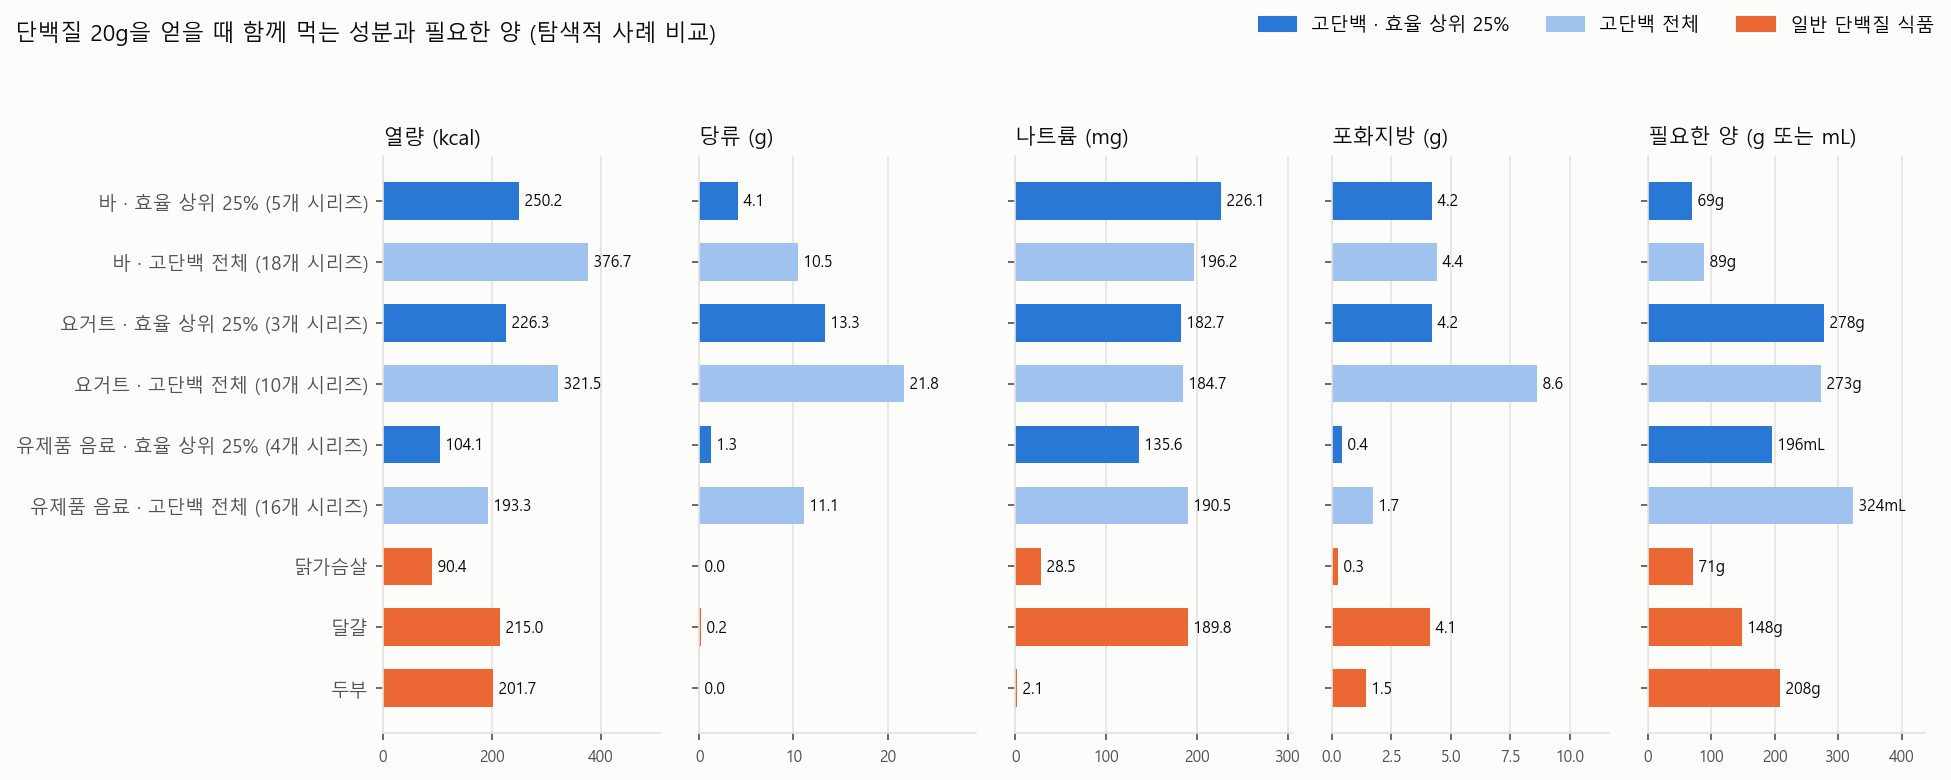 단백질 20g을 얻을 때 함께 먹는 성분과 필요한 양 (탐색적 사례 비교)
고단백 · 효율 상위 25%
고단백 전체
일반 단백질 식품
열량 (kcal)
당류 (g)
나트륨 (mg)
포화지방 (g)
필요한 양 (g 또는 mL)
바 · 효율 상위 25% (5개 시리즈) 250.2 4.1 226.1 4.2 69g
바 · 고단백 전체 (18개 시리즈) 376.7 10.5 196.2 4.4 89g
요거트 · 효율 상위 25% (3개 시리즈) 226.3 13.3 182.7 4.2 278g
요거트 · 고단백 전체 (10개 시리즈) 321.5 21.8 184.7 8.6 273g
유제품 음료 · 효율 상위 25% (4개 시리즈) 104.1 1.3 135.6 0.4 196mL
유제품 음료 · 고단백 전체 (16개 시리즈) 193.3 11.1 190.5 1.7 324mL
닭가슴살 90.4 0.0 28.5 0.3 71g
달걀 215.0 0.2 189.8 4.1 148g
두부 201.7 0.0 2.1 1.5 208g
0 200 400 0 10 20 0 100 200 300 0.0 2.5 5.0 7.5 10.0 0 100 200 300 400